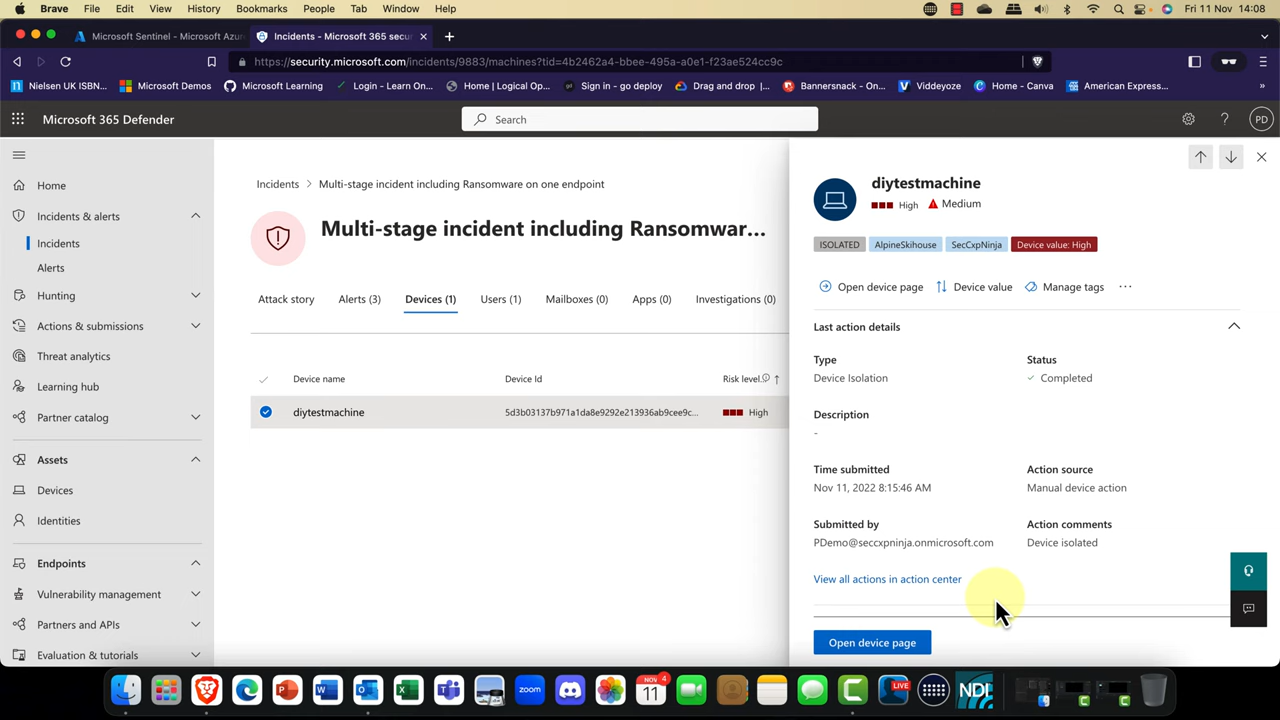 Brave File Edit View History Bookmarks People Tab Window Help Fri 11 Nov 14:08
Microsoft Sentinel - Microsoft Azu Incidents - Microsoft 365 secu
https://security.microsoft.com/incidents/9883/machines?tid=4b2462a4-bbee-495a-a0e1-f23ae524cc9c
Nielsen UK ISBN... Microsoft Demos Microsoft Learning Login - Learn On... Home | Logical Op... Sign in - go deploy Drag and drop |... Bannersnack - On... Viddeyoze Home - Canva American Express... »
Microsoft 365 Defender Search PD
Home
Incidents & alerts
Incidents
Alerts
Hunting
Actions & submissions
Threat analytics
Learning hub
Partner catalog
Assets
Devices
Identities
Endpoints
Vulnerability management
Partners and APIs
Evaluation & tutorials
Incidents > Multi-stage incident including Ransomware on one endpoint
Multi-stage incident including Ransomwar...
Attack story Alerts (3) Devices (1) Users (1) Mailboxes (0) Apps (0) Investigations (0)
Device name Device Id Risk level
diytestmachine 5d3b03137b971a1da8e9292e213936ab9cee9c... High
diytestmachine
High Medium
ISOLATED AlpineSkihouse SecCxpNinja Device value: High
Open device page Device value Manage tags ...
Last action details
Type Status
Device Isolation Completed
Description
-
Time submitted Action source
Nov 11, 2022 8:15:46 AM Manual device action
Submitted by Action comments
PDemo@seccxpninja.onmicrosoft.com Device isolated
View all actions in action center
Open device page
NOV 4
11
zoom
LIVE
NDI